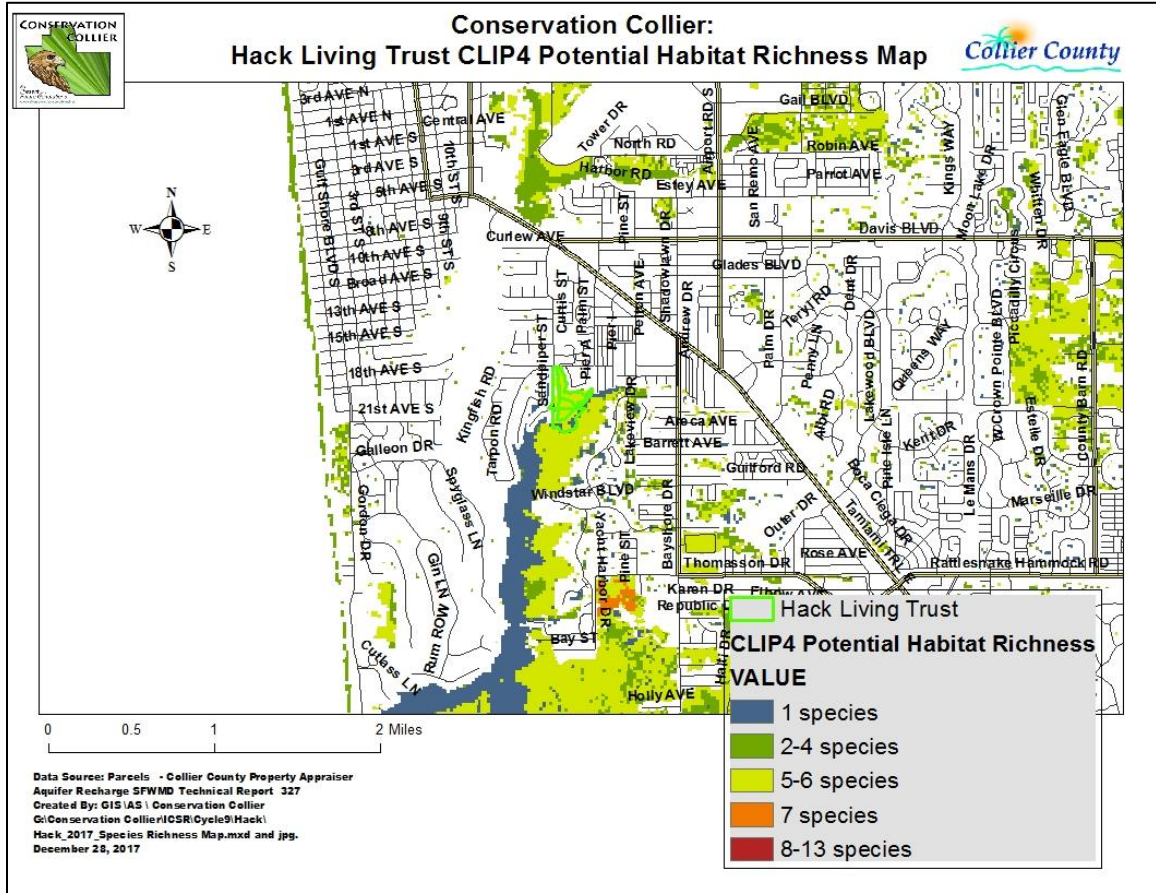 CONSERVATION
COLLIER
Conservation Collier:
Hack Living Trust CLIP4 Potential Habitat Richness Map
Collier County
N
W
E
S
3rd AVE N
1st AVE N
Central AVE
1st AVE S
3rd AVE S
5th AVE S
10th ST S
Gulf Shore BLVD S
3rd ST S
8th AVE S
9th ST S
10th AVE S
Broad AVE S
13th AVE S
15th AVE S
18th AVE S
21st AVE S
Galleon DR
Gordon DR
Kingfish RD
Tarpon RD
Spyglass LN
Gin LN
Rum ROW
Cutlass LN
Tower DR
North RD
Harbor RD
Estey AVE
Airport RD S
Pine ST
Shadowlawn DR
Curlew AVE
Curtis ST
Palm ST
Sandpiper ST
Pier A
Pier I
Pelton AVE
Andrew DR
Lakeview DR
Areca AVE
Barrett AVE
Guilford RD
Windstar BLVD
Yacht Harbor DR
Pine ST
Bayshore DR
Thomasson DR
Karen DR
Republic
Elbow AVE
Bay ST
Haiti DR
Holly AVE
Gail BLVD
Robin AVE
Parrot AVE
San Remo AVE
Kings WAY
Moon Lake DR
Glen Eagle BLVD
Whittier DR
Davis BLVD
Glades BLVD
Palm DR
Teryl RD
Dent DR
Penny LN
Lakewood BLVD
Queens WAY
W Crown Pointe BLVD
Piccadilly Circus
County Barn RD
Estelle DR
Albi RD
Pine Isle LN
Kent DR
Le Mans DR
Boca Ciega DR
Marseille DR
Outer DR
Rose AVE
Tamiami TRL E
Rattlesnake Hammock RD
Hack Living Trust
CLIP4 Potential Habitat Richness
VALUE
1 species
2-4 species
5-6 species
7 species
8-13 species
0 0.5 1 2 Miles
Data Source: Parcels - Collier County Property Appraiser
Aquifer Recharge SFWMD Technical Report 327
Created By: GIS \AS \ Conservation Collier
G:\Conservation Collier\ICSR\Cycle9\Hack\
Hack_2017_Species Richness Map.mxd and jpg.
December 28, 2017